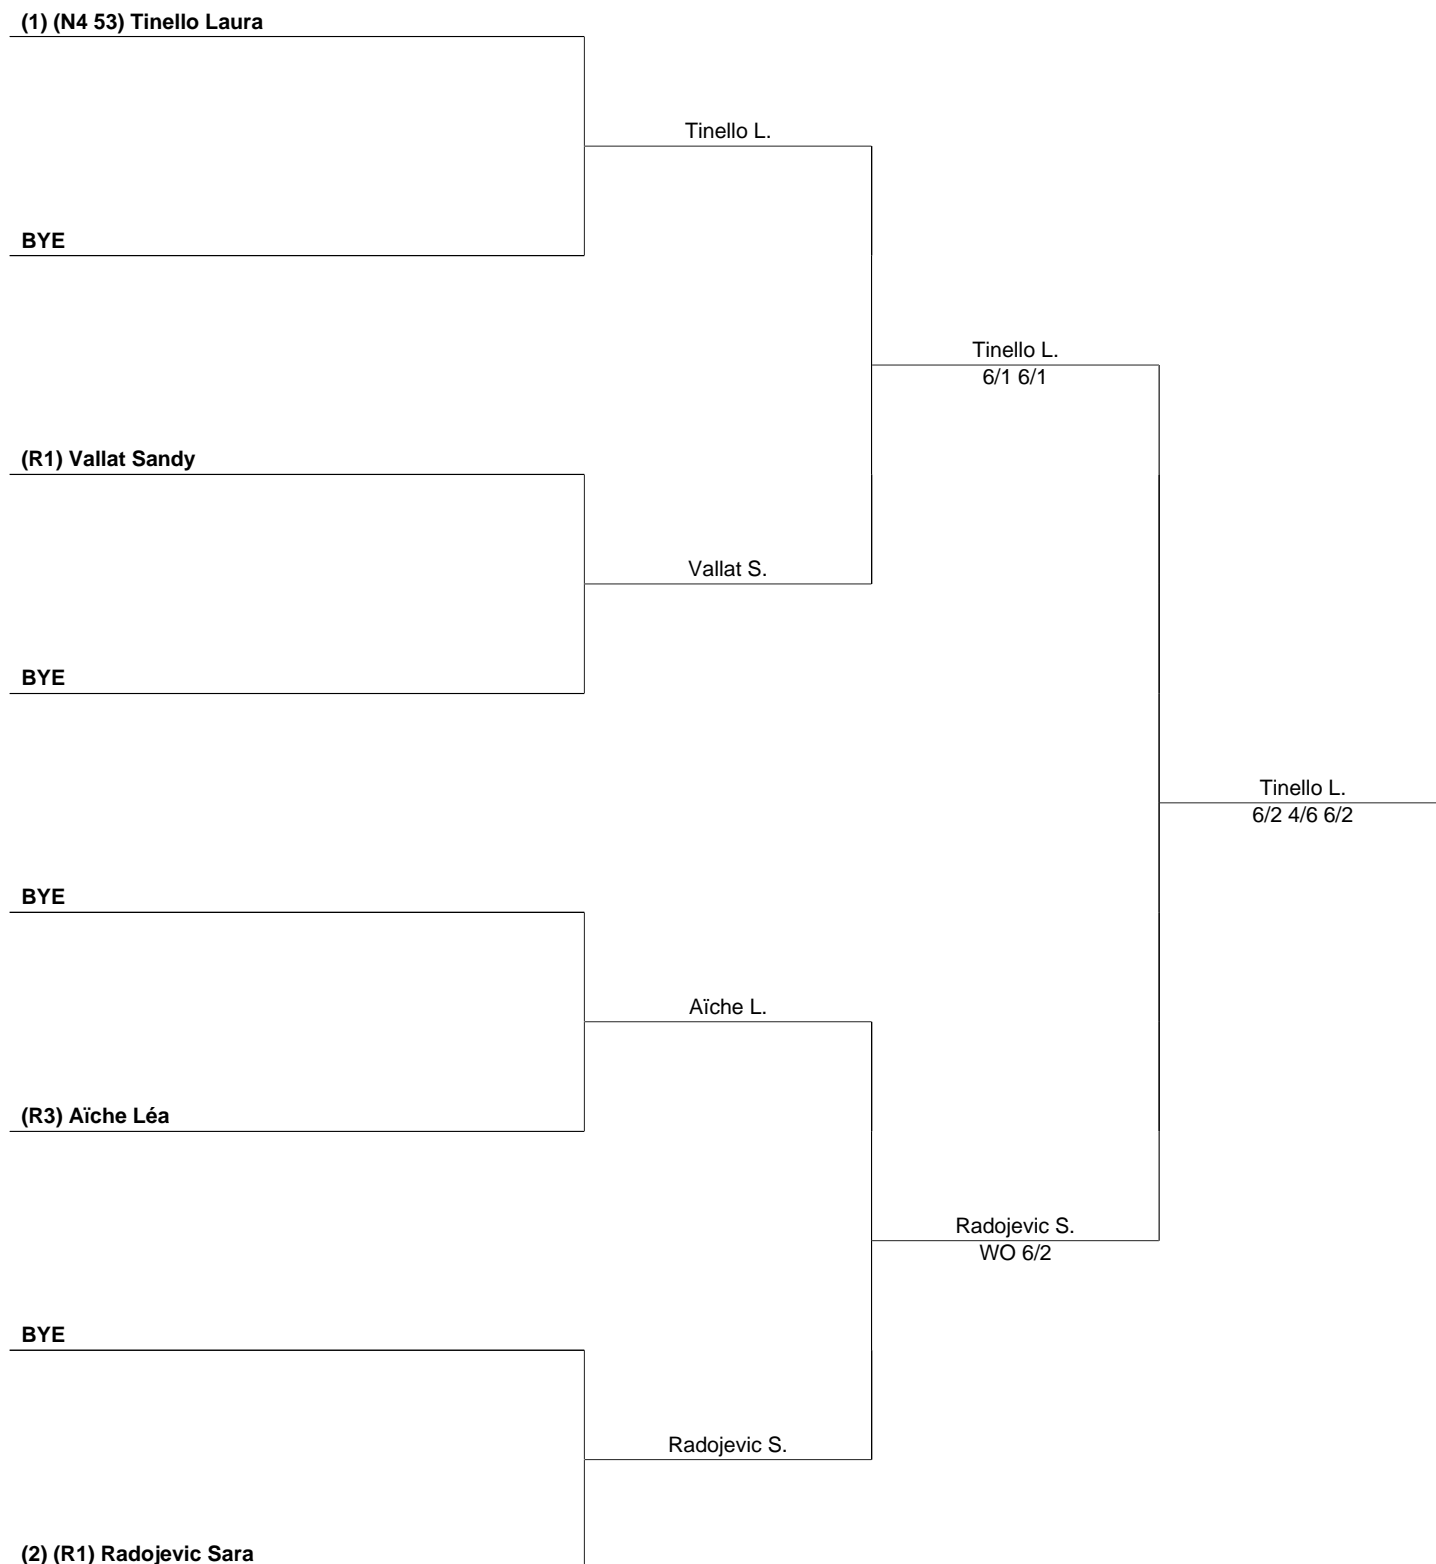 (1) (N4 53) Tinello Laura
Tinello L.
BYE
Tinello L.
6/1 6/1
(R1) Vallat Sandy
Vallat S.
BYE
Tinello L.
6/2 4/6 6/2
BYE
Aïche L.
(R3) Aïche Léa
Radojevic S.
WO 6/2
BYE
Radojevic S.
(2) (R1) Radojevic Sara